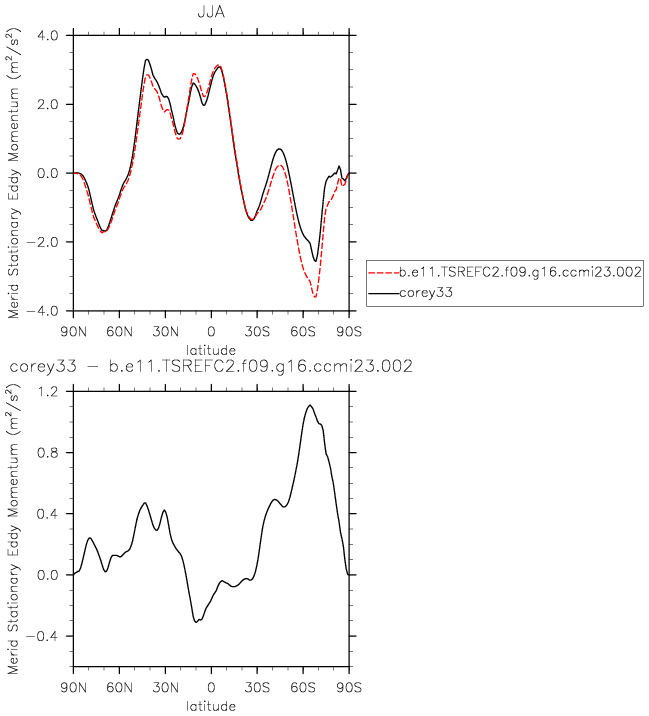 JJA
Merid Stationary Eddy Momentum (m²/s²)
4.0
2.0
0.0
−2.0
−4.0
90N 60N 30N 0 30S 60S 90S
latitude
b.e11.TSREFC2.f09.g16.ccmi23.002
corey33
corey33 − b.e11.TSREFC2.f09.g16.ccmi23.002
Merid Stationary Eddy Momentum (m²/s²)
1.2
0.8
0.4
0.0
−0.4
90N 60N 30N 0 30S 60S 90S
latitude